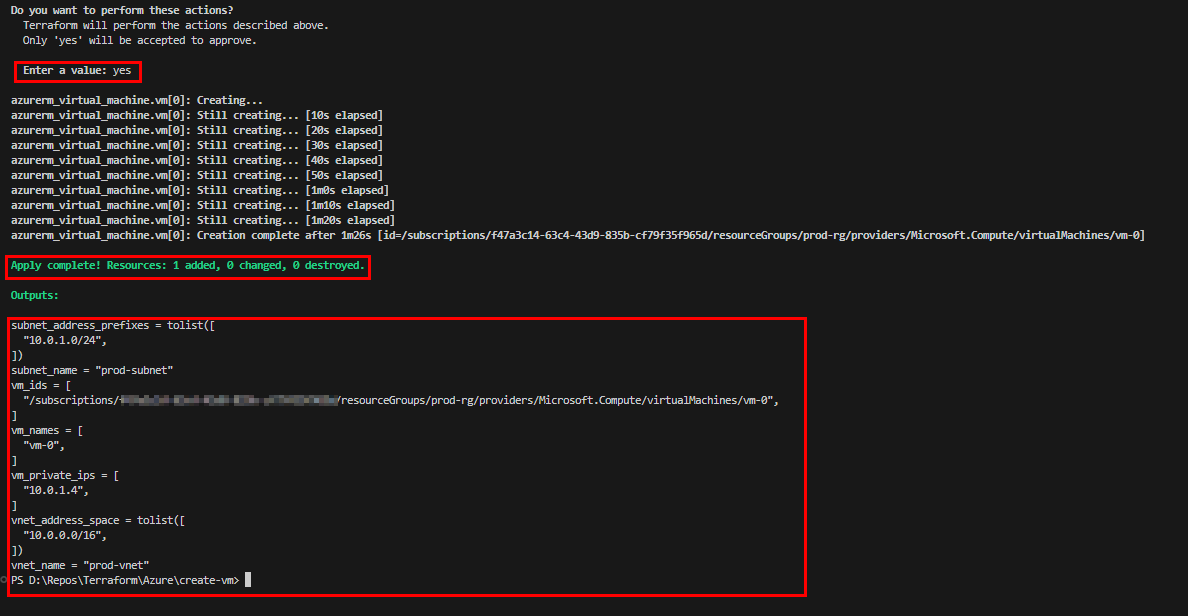 Do you want to perform these actions?
Terraform will perform the actions described above.
Only 'yes' will be accepted to approve.
Enter a value: yes
azurerm_virtual_machine.vm[0]: Creating...
azurerm_virtual_machine.vm[0]: Still creating... [10s elapsed]
azurerm_virtual_machine.vm[0]: Still creating... [20s elapsed]
azurerm_virtual_machine.vm[0]: Still creating... [30s elapsed]
azurerm_virtual_machine.vm[0]: Still creating... [40s elapsed]
azurerm_virtual_machine.vm[0]: Still creating... [50s elapsed]
azurerm_virtual_machine.vm[0]: Still creating... [1m0s elapsed]
azurerm_virtual_machine.vm[0]: Still creating... [1m10s elapsed]
azurerm_virtual_machine.vm[0]: Still creating... [1m20s elapsed]
azurerm_virtual_machine.vm[0]: Creation complete after 1m26s [id=/subscriptions/f47a3c14-63c4-43d9-835b-cf79f35f965d/resourceGroups/prod-rg/providers/Microsoft.Compute/virtualMachines/vm-0]
Apply complete! Resources: 1 added, 0 changed, 0 destroyed.
Outputs:
subnet_address_prefixes = tolist([
"10.0.1.0/24",
])
subnet_name = "prod-subnet"
vm_ids = [
"/subscriptions/ /resourceGroups/prod-rg/providers/Microsoft.Compute/virtualMachines/vm-0",
]
vm_names = [
"vm-0",
]
vm_private_ips = [
"10.0.1.4",
]
vnet_address_space = tolist([
"10.0.0.0/16",
])
vnet_name = "prod-vnet"
PS D:\Repos\Terraform\Azure\create-vm>